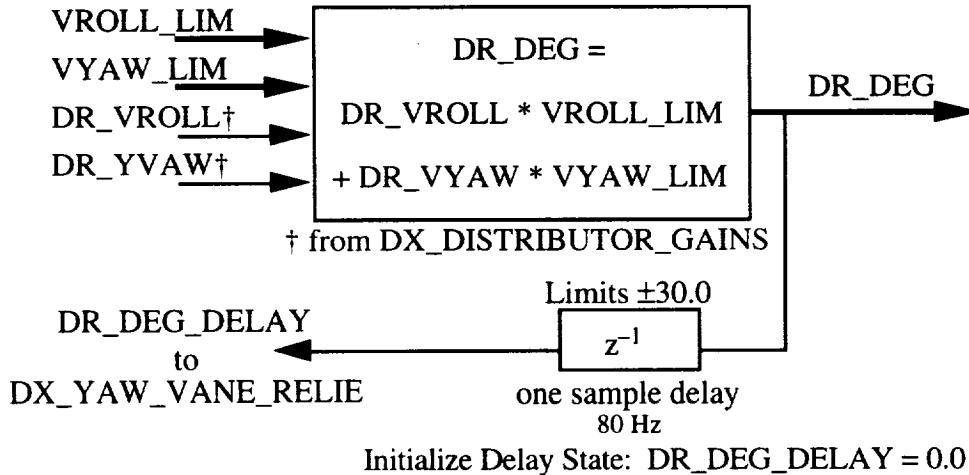 VROLL_LIM
VYAW_LIM
DR_VROLL†
DR_YVAW†
DR_DEG =
DR_VROLL * VROLL_LIM
+ DR_VYAW * VYAW_LIM
DR_DEG
† from DX_DISTRIBUTOR_GAINS
Limits ±30.0
z⁻¹
one sample delay
80 Hz
DR_DEG_DELAY
to
DX_YAW_VANE_RELIE
Initialize Delay State: DR_DEG_DELAY = 0.0